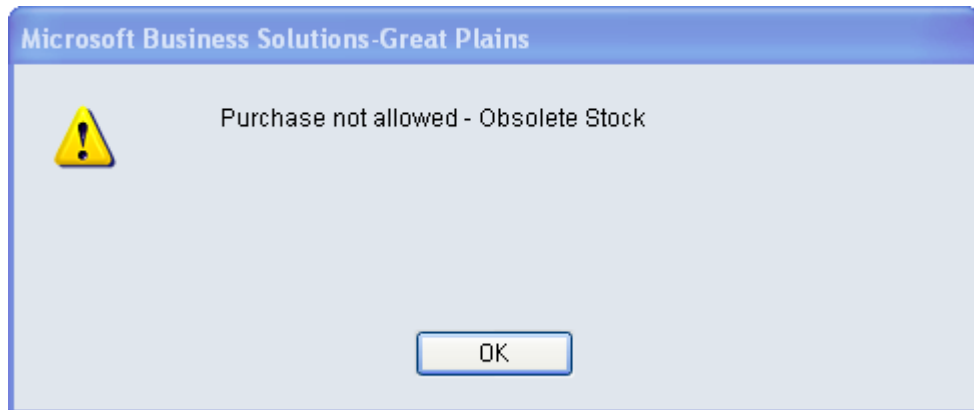 Microsoft Business Solutions-Great Plains
Purchase not allowed - Obsolete Stock
OK